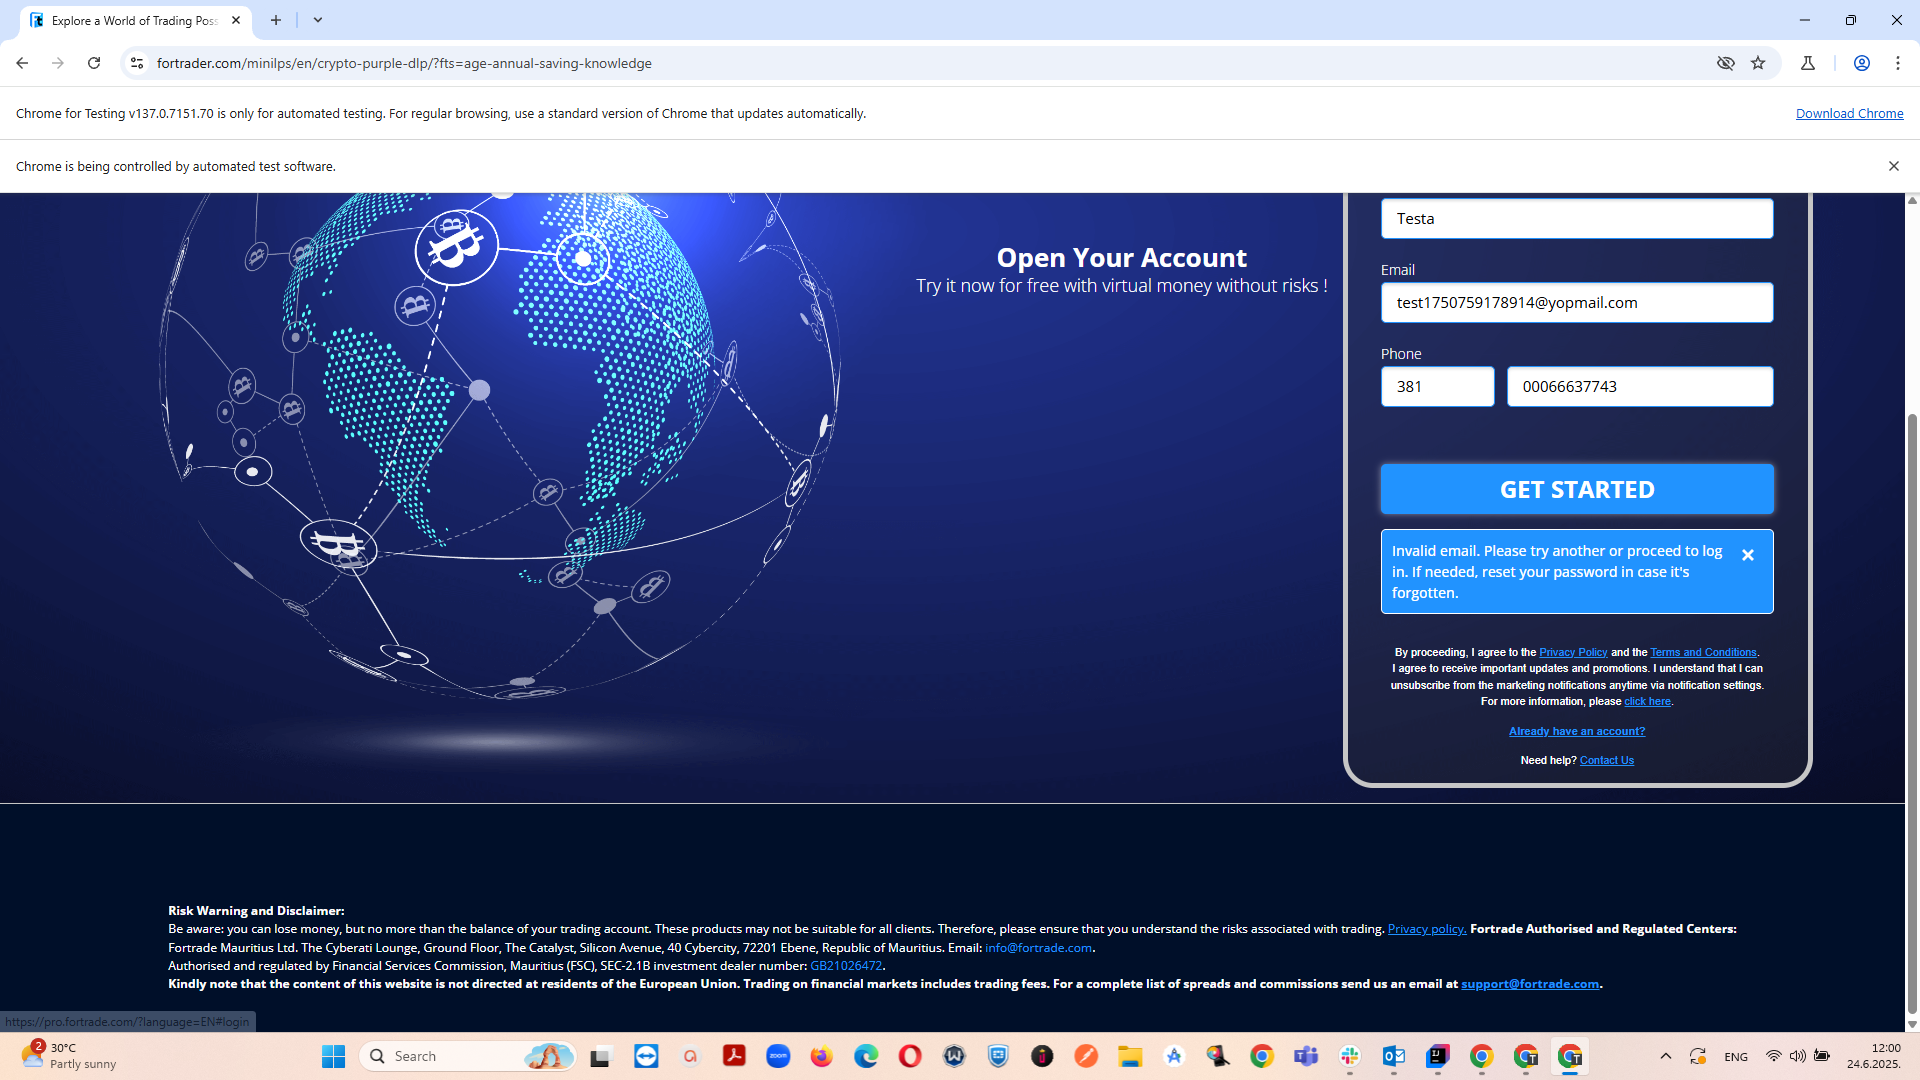 Explore a World of Trading Poss
fortrader.com/minilps/en/crypto-purple-dlp/?fts=age-annual-saving-knowledge
Chrome for Testing v137.0.7151.70 is only for automated testing. For regular browsing, use a standard version of Chrome that updates automatically.
Download Chrome
Chrome is being controlled by automated test software.
Open Your Account
Try it now for free with virtual money without risks !
Testa
Email
test1750759178914@yopmail.com
Phone
381
00066637743
GET STARTED
Invalid email. Please try another or proceed to log
in. If needed, reset your password in case it's
forgotten.
By proceeding, I agree to the Privacy Policy and the Terms and Conditions.
I agree to receive important updates and promotions. I understand that I can
unsubscribe from the marketing notifications anytime via notification settings.
For more information, please click here.
Already have an account?
Need help? Contact Us
Risk Warning and Disclaimer:
Be aware: you can lose money, but no more than the balance of your trading account. These products may not be suitable for all clients. Therefore, please ensure that you understand the risks associated with trading. Privacy policy. Fortrade Authorised and Regulated Centers:
Fortrade Mauritius Ltd. The Cyberati Lounge, Ground Floor, The Catalyst, Silicon Avenue, 40 Cybercity, 72201 Ebene, Republic of Mauritius. Email: info@fortrade.com.
Authorised and regulated by Financial Services Commission, Mauritius (FSC), SEC-2.1B investment dealer number: GB21026472.
Kindly note that the content of this website is not directed at residents of the European Union. Trading on financial markets includes trading fees. For a complete list of spreads and commissions send us an email at support@fortrade.com.
https://pro.fortrade.com/?language=EN#login
2
30°C
Partly sunny
Search
zoom
ENG
12:00
24.6.2025.